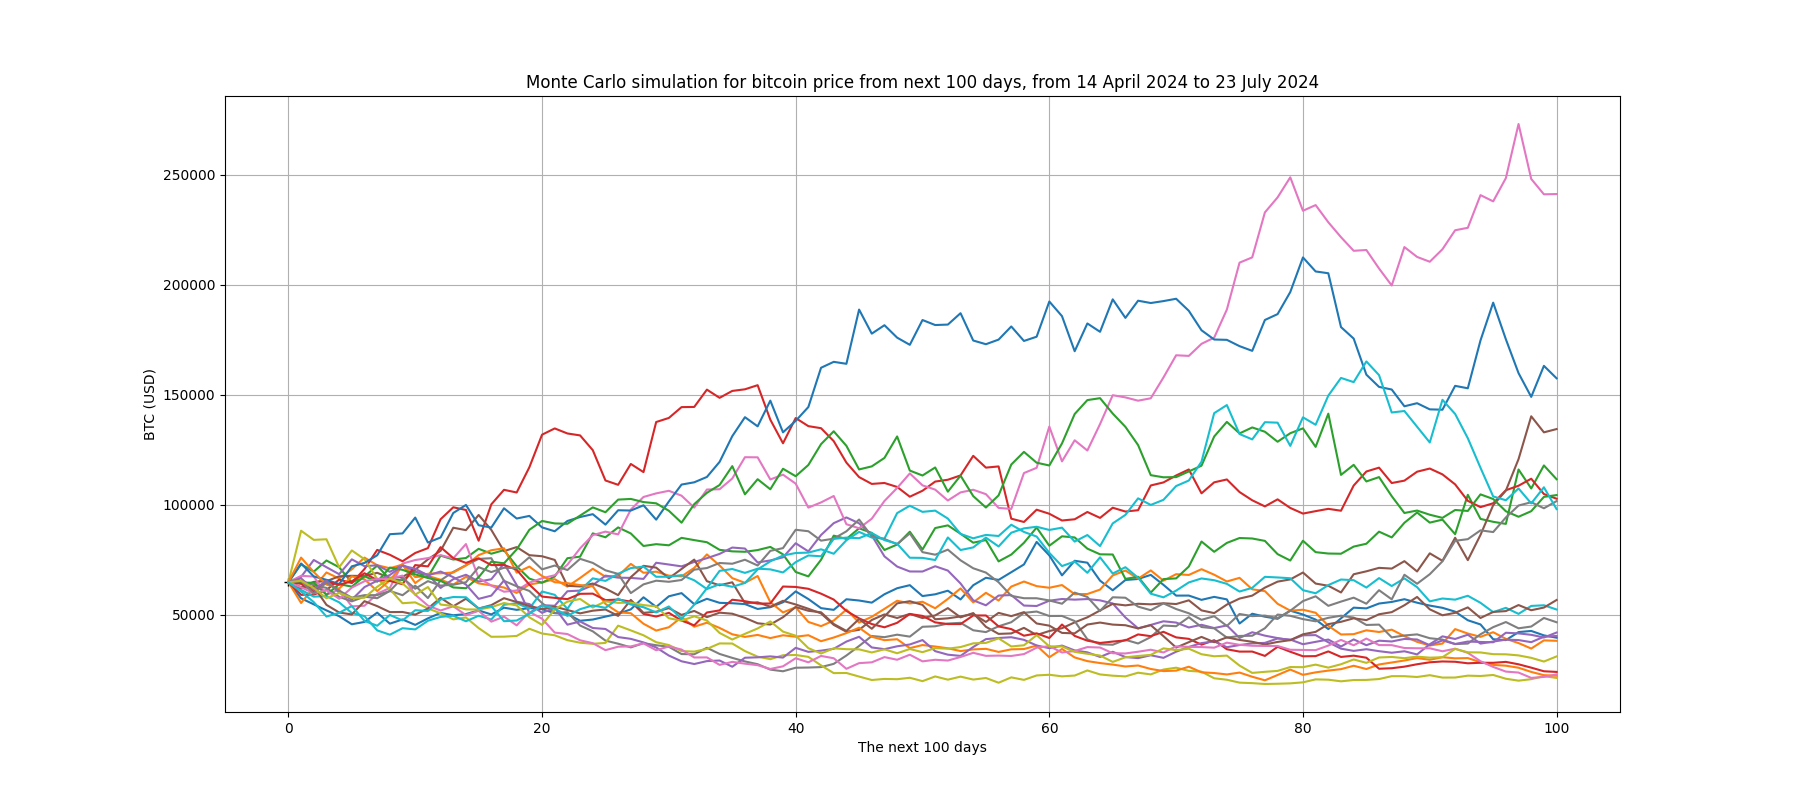 Monte Carlo simulation for bitcoin price from next 100 days, from 14 April 2024 to 23 July 2024
250000
200000
150000
100000
50000
BTC (USD)
0 20 40 60 80 100
The next 100 days